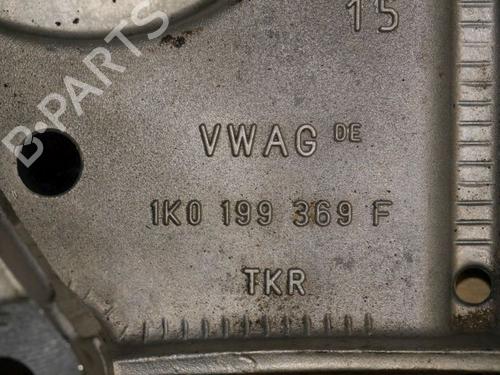 15
B-PARTS
VWAG DE
1K0 199 369 F
TKR